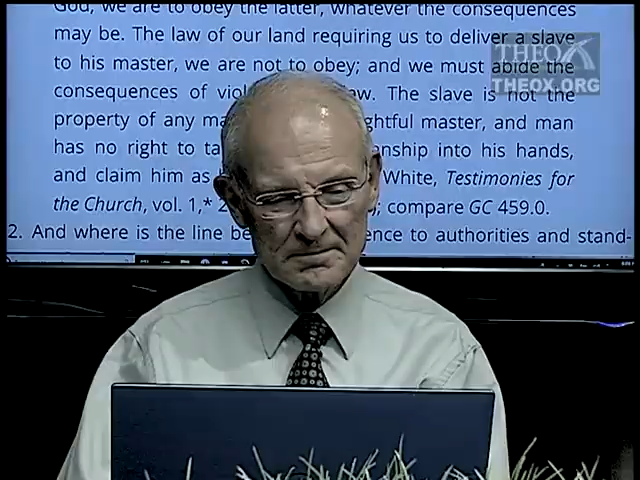 God, we are to obey the latter, whatever the consequences
may be. The law of our land requiring us to deliver a slave
to his master, we are not to obey; and we must abide the
consequences of aw. The slave is not the
property of any ghtful master, and man
has no right to anship into his hands,
and claim him as White, Testimonies for
the Church, vol. 1,* ; compare GC 459.0.
2. And where is the line ence to authorities and stand-
THEOX
THEOX.ORG